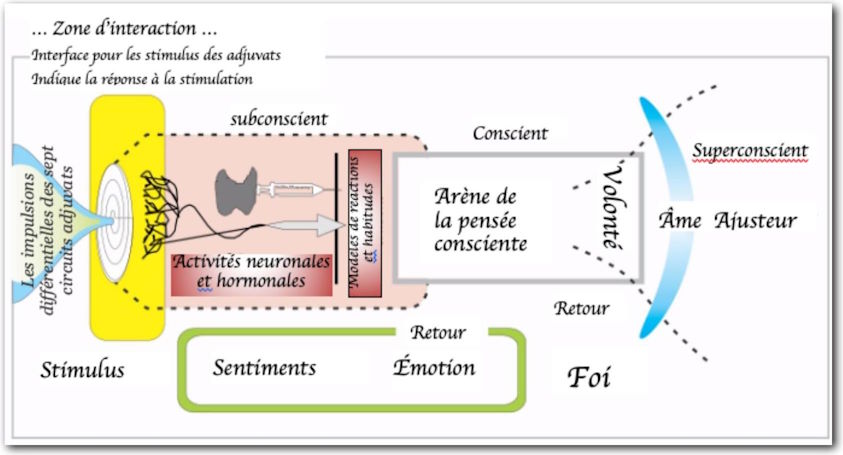 ... Zone d'interaction ...
Interface pour les stimulus des adjuvats
Indique la réponse à la stimulation
subconscient
Conscient
Superconscient
Les impulsions
différentielles des sept
circuits adjuvats
Modèles de reactions
et habitudes
Arène de
la pensée
consciente
Volonté
Âme Ajusteur
Activités neuronales
et hormonales
Retour
Retour
Stimulus
Sentiments
Émotion
Foi